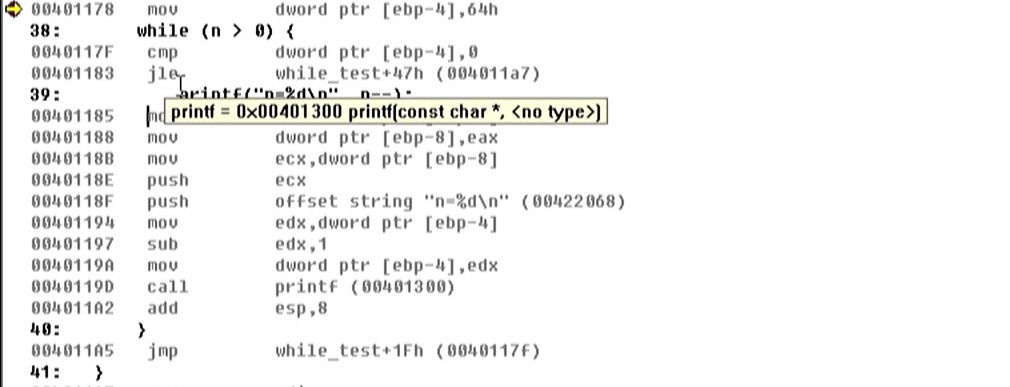 00401178 mov dword ptr [ebp-4],64h
38: while (n > 0) {
0040117F cmp dword ptr [ebp-4],0
00401183 jle while_test+47h (004011a7)
39: printf("n=%d\n" n--);
printf = 0x00401300 printf(const char *, <no type>)
00401185
00401188 mov dword ptr [ebp-8],eax
0040118B mov ecx,dword ptr [ebp-8]
0040118E push ecx
0040118F push offset string "n=%d\n" (00422068)
00401194 mov edx,dword ptr [ebp-4]
00401197 sub edx,1
0040119A mov dword ptr [ebp-4],edx
0040119D call printf (00401300)
004011A2 add esp,8
40: }
004011A5 jmp while_test+1Fh (0040117f)
41: }